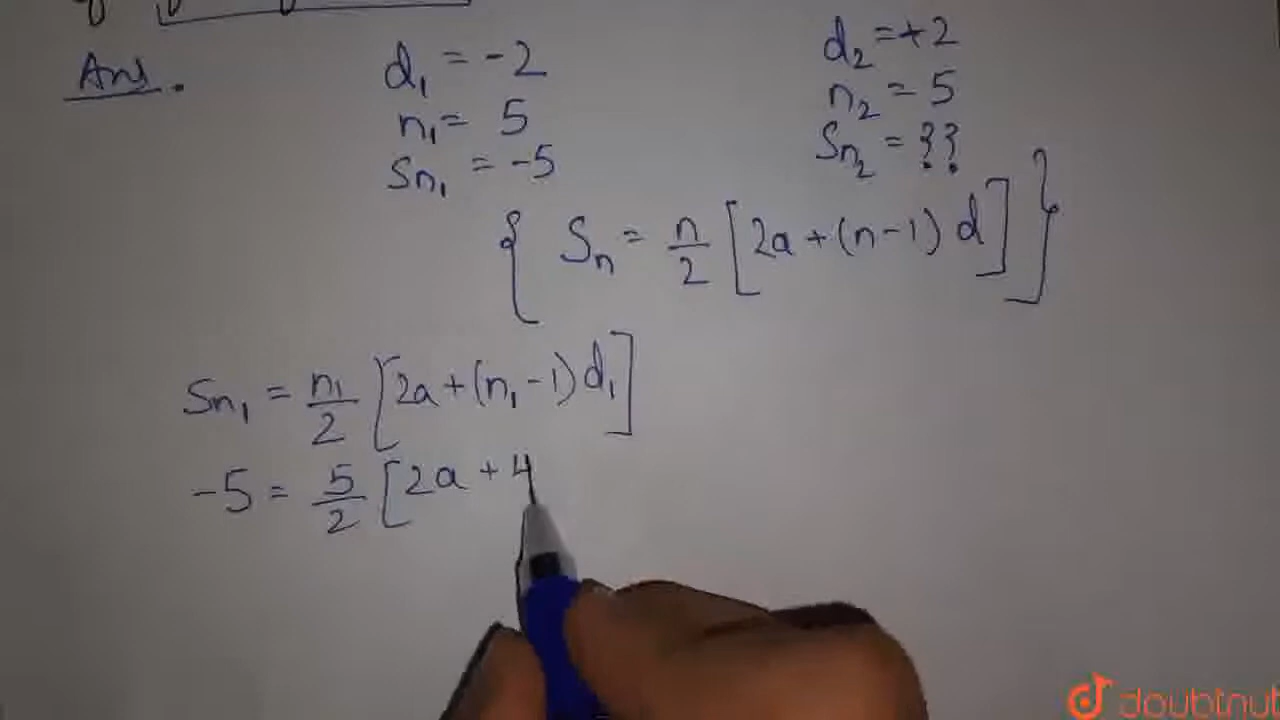 Ans.
d₁ = -2
n₁ = 5
Sn₁ = -5
d₂ = +2
n₂ = 5
Sn₂ = ??
{ Sn = n/2 [2a+(n-1) d] }
Sn₁ = n₁/2 [2a+(n₁-1) d₁]
-5 = 5/2 [2a + 4
doubtnut